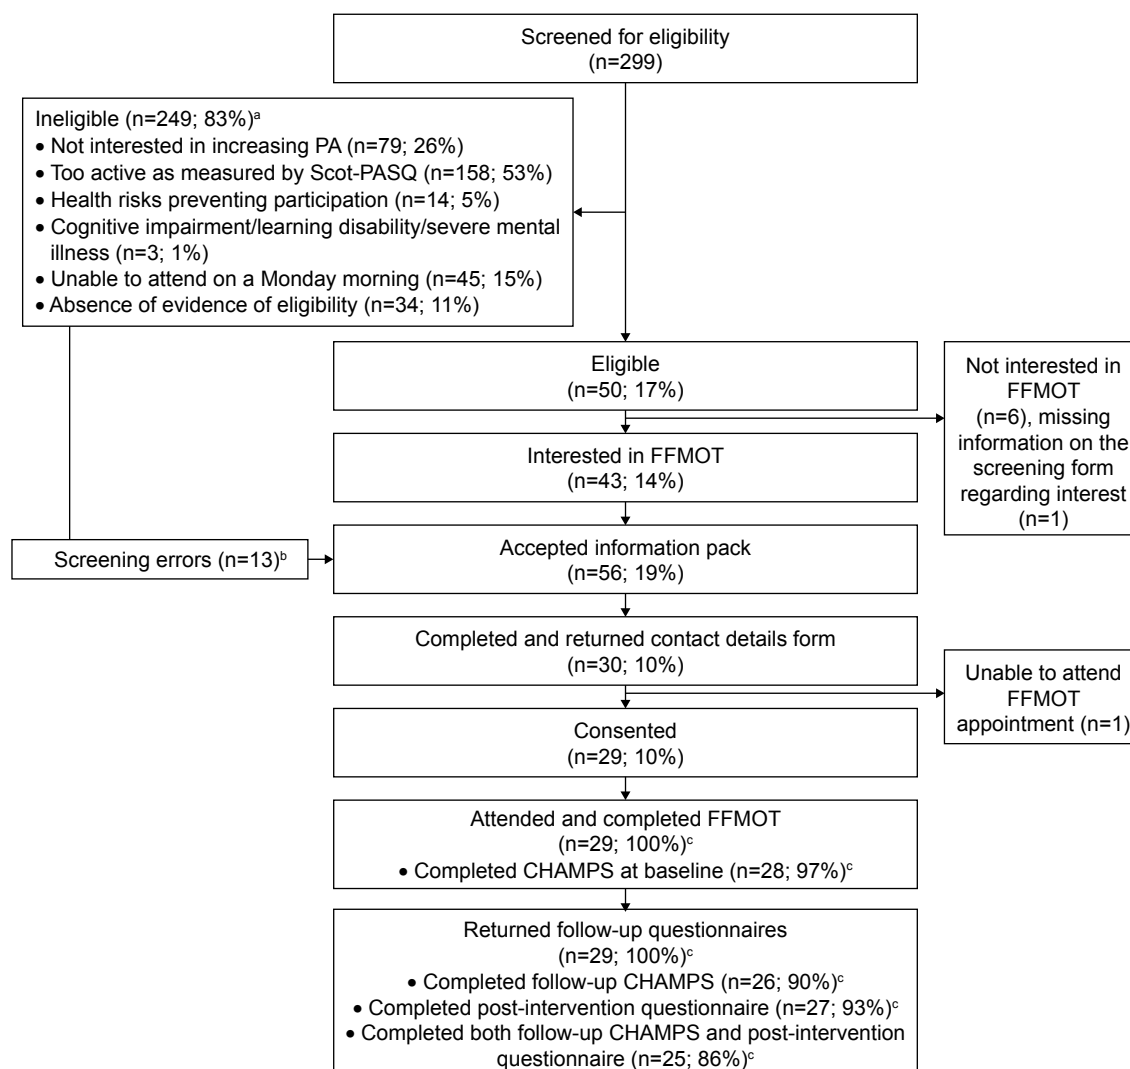 Screened for eligibility
(n=299)
Ineligible (n=249; 83%)ᵃ
• Not interested in increasing PA (n=79; 26%)
• Too active as measured by Scot-PASQ (n=158; 53%)
• Health risks preventing participation (n=14; 5%)
• Cognitive impairment/learning disability/severe mental
illness (n=3; 1%)
• Unable to attend on a Monday morning (n=45; 15%)
• Absence of evidence of eligibility (n=34; 11%)
Eligible
(n=50; 17%)
Not interested in
FFMOT
(n=6), missing
information on the
screening form
regarding interest
(n=1)
Interested in FFMOT
(n=43; 14%)
Screening errors (n=13)ᵇ
Accepted information pack
(n=56; 19%)
Completed and returned contact details form
(n=30; 10%)
Unable to attend
FFMOT
appointment (n=1)
Consented
(n=29; 10%)
Attended and completed FFMOT
(n=29; 100%)ᶜ
• Completed CHAMPS at baseline (n=28; 97%)ᶜ
Returned follow-up questionnaires
(n=29; 100%)ᶜ
• Completed follow-up CHAMPS (n=26; 90%)ᶜ
• Completed post-intervention questionnaire (n=27; 93%)ᶜ
• Completed both follow-up CHAMPS and post-intervention
questionnaire (n=25; 86%)ᶜ